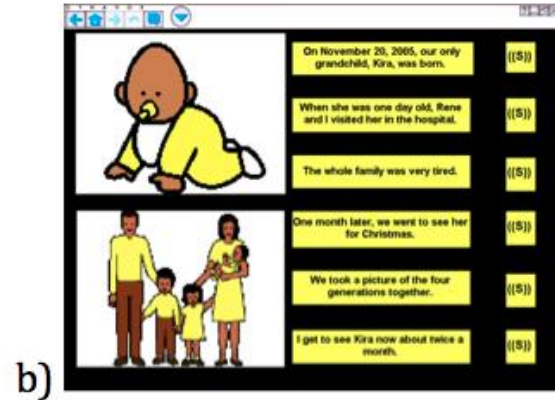 On November 20, 2005, our only
grandchild, Kira, was born.
((S))
When she was one day old, Rene
and I visited her in the hospital.
((S))
The whole family was very tired.
((S))
One month later, we went to see her
for Christmas.
((S))
We took a picture of the four
generations together.
((S))
I get to see Kira now about twice a
month.
((S))
b)